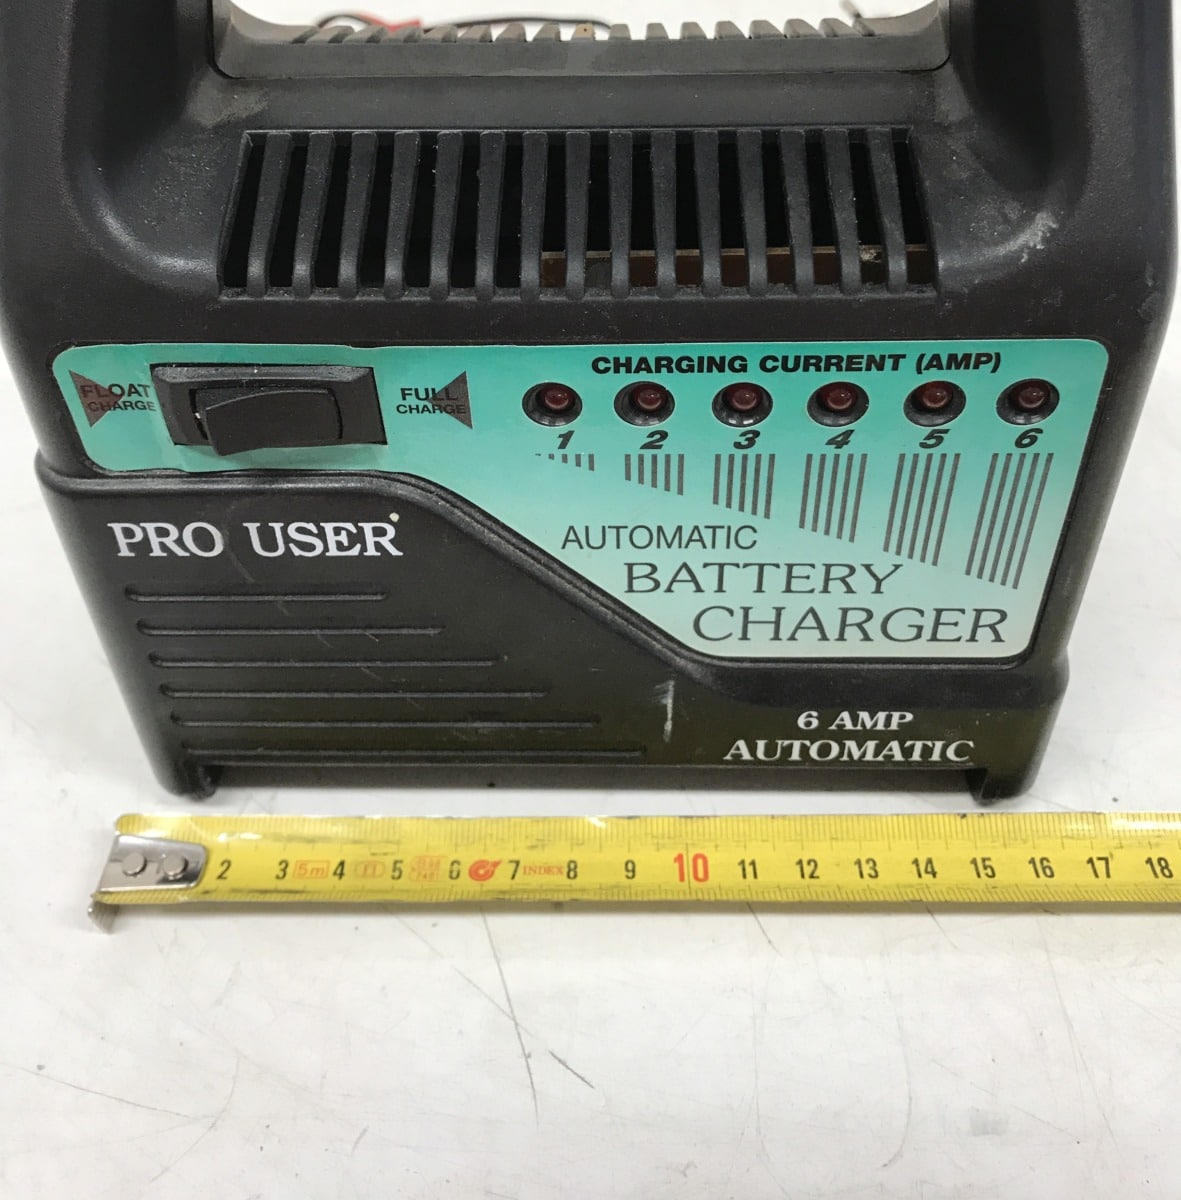 CHARGING CURRENT (AMP)
FLOAT
CHARGE
FULL
CHARGE
1 2 3 4 5 6
PRO USER
AUTOMATIC
BATTERY
CHARGER
6 AMP
AUTOMATIC
2 3 5m 4 5 6 7 INDEX 8 9 10 11 12 13 14 15 16 17 18